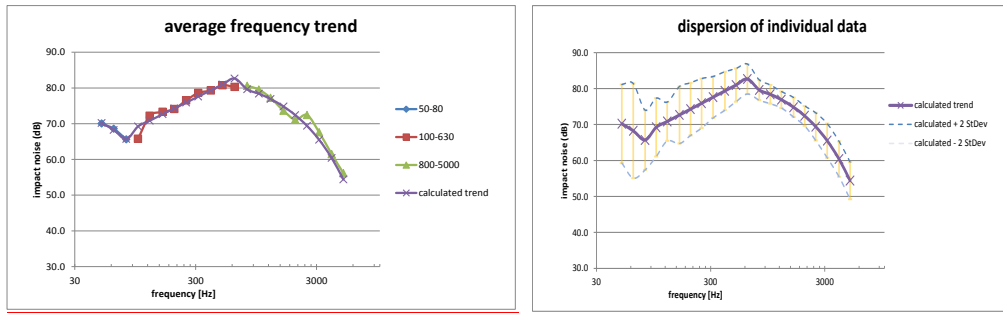 average frequency trend
90.0
80.0
70.0
60.0
50.0
40.0
30.0
impact noise (dB)
30
300
3000
frequency [Hz]
50-80
100-630
800-5000
calculated trend
dispersion of individual data
90.0
80.0
70.0
60.0
50.0
40.0
30.0
impact noise (dB)
30
300
3000
frequency [Hz]
calculated trend
calculated + 2 StDev
calculated - 2 StDev